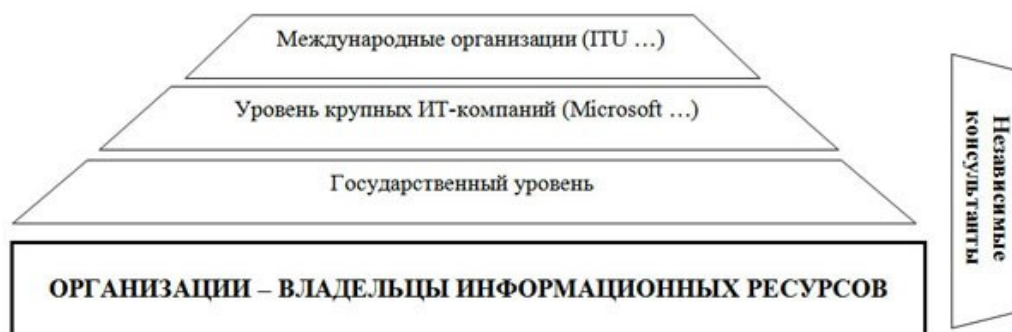 Международные организации (ITU …)
Уровень крупных ИТ-компаний (Microsoft …)
Государственный уровень
ОРГАНИЗАЦИИ – ВЛАДЕЛЬЦЫ ИНФОРМАЦИОННЫХ РЕСУРСОВ
Независимые
консультанты